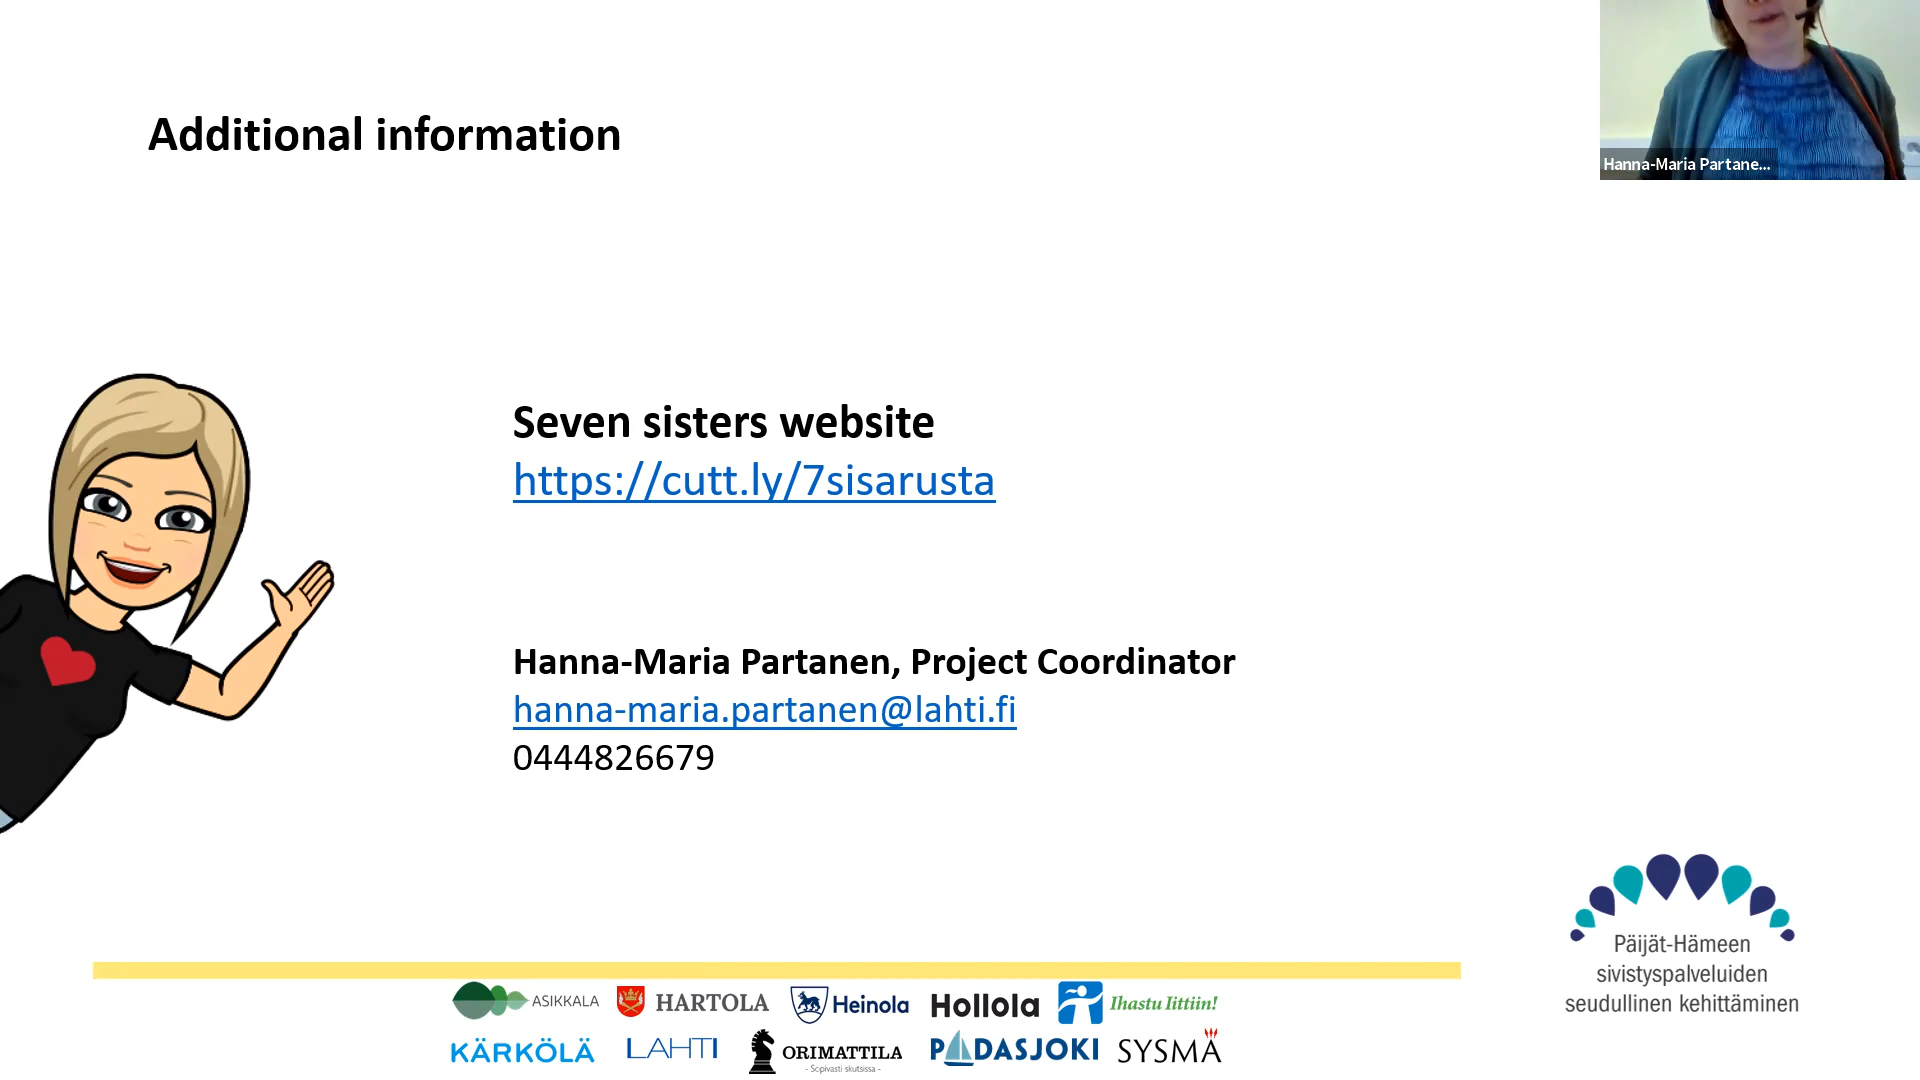 Additional information
Hanna-Maria Partane...
Seven sisters website
https://cutt.ly/7sisarusta
Hanna-Maria Partanen, Project Coordinator
hanna-maria.partanen@lahti.fi
0444826679
Päijät-Hämeen
sivistyspalveluiden
seudullinen kehittäminen
ASIKKALA HARTOLA Heinola Hollola Ihastu Iittiin!
KÄRKÖLÄ LAHTI ORIMATTILA PADASJOKI SYSMÄ
- Sopivasti skutsissa -